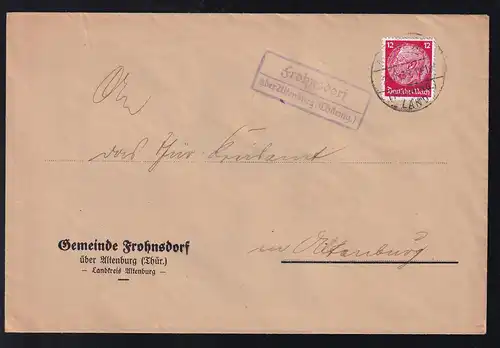 12 12
Deutsches Reich
LAND
Frohnsdorf
über Altenburg (Thüring.)
An
das Thür. Kreisamt
Gemeinde Frohnsdorf
über Altenburg (Thür.)
– Landkreis Altenburg –
in Altenburg